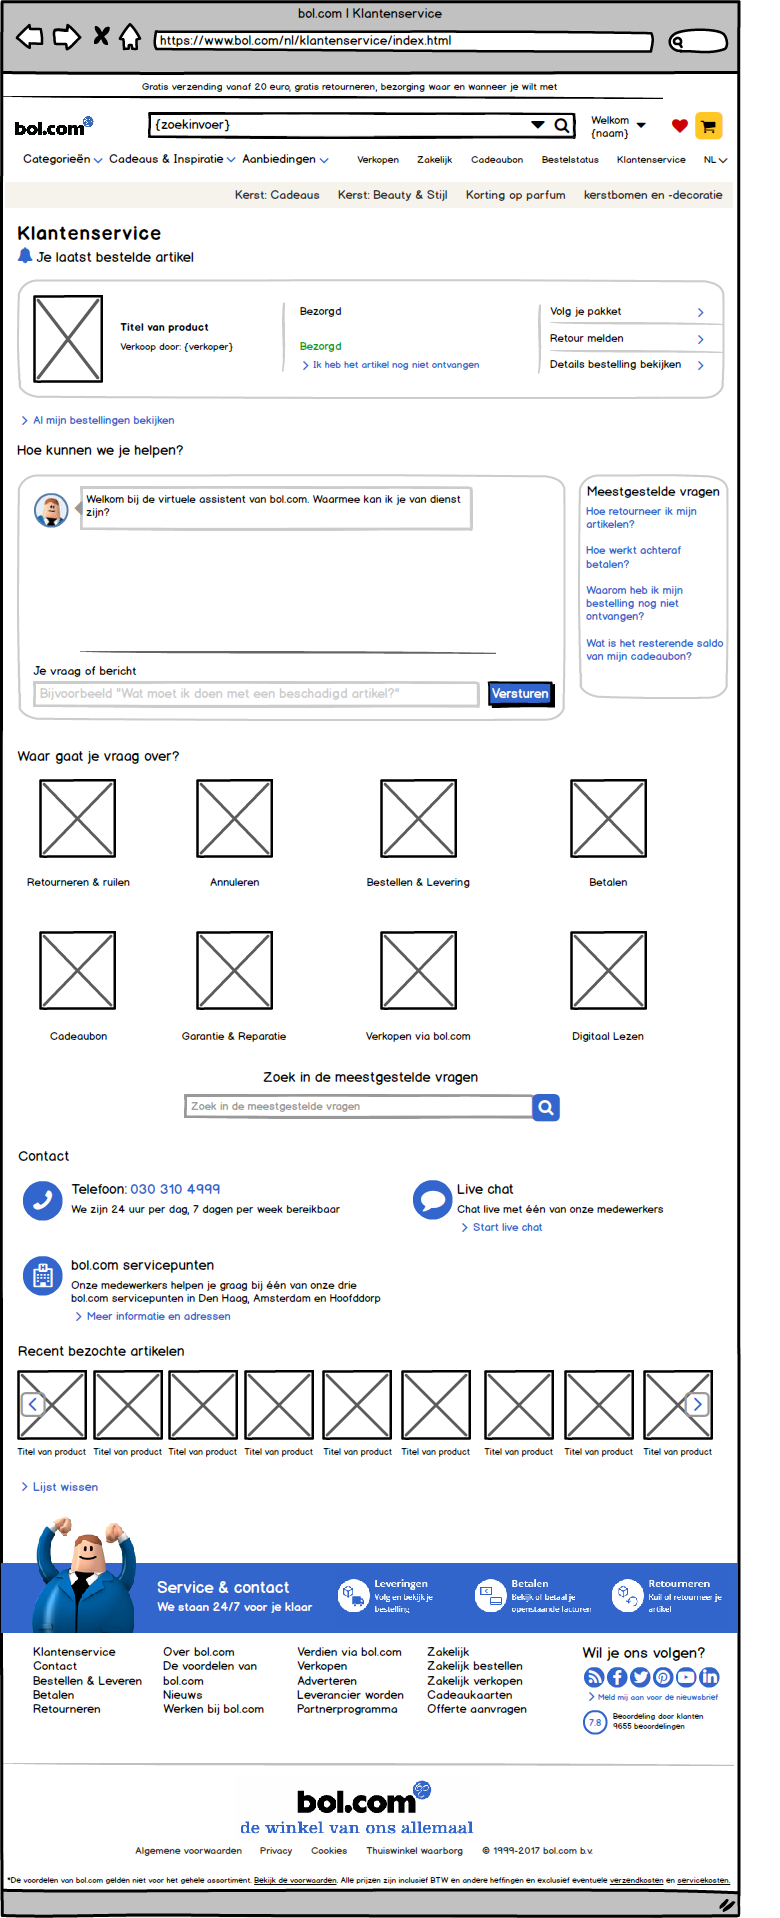 bol.com | Klantenservice
https://www.bol.com/nl/klantenservice/index.html
Gratis verzending vanaf 20 euro, gratis retourneren, bezorging waar en wanneer je wilt met
bol.com
{zoekinvoer}
Welkom
{naam}
Categorieën
Cadeaus & Inspiratie
Aanbiedingen
Verkopen
Zakelijk
Cadeaubon
Bestelstatus
Klantenservice
NL
Kerst: Cadeaus
Kerst: Beauty & Stijl
Korting op parfum
kerstbomen en -decoratie
Klantenservice
Je laatst bestelde artikel
Titel van product
Verkoop door: {verkoper}
Bezorgd
Bezorgd
Ik heb het artikel nog niet ontvangen
Volg je pakket
Retour melden
Details bestelling bekijken
Al mijn bestellingen bekijken
Hoe kunnen we je helpen?
Welkom bij de virtuele assistent van bol.com. Waarmee kan ik je van dienst
zijn?
Je vraag of bericht
Bijvoorbeeld "Wat moet ik doen met een beschadigd artikel?"
Versturen
Meestgestelde vragen
Hoe retourneer ik mijn
artikelen?
Hoe werkt achteraf
betalen?
Waarom heb ik mijn
bestelling nog niet
ontvangen?
Wat is het resterende saldo
van mijn cadeaubon?
Waar gaat je vraag over?
Retourneren & ruilen
Annuleren
Bestellen & Levering
Betalen
Cadeaubon
Garantie & Reparatie
Verkopen via bol.com
Digitaal Lezen
Zoek in de meestgestelde vragen
Zoek in de meestgestelde vragen
Contact
Telefoon: 030 310 4999
We zijn 24 uur per dag, 7 dagen per week bereikbaar
Live chat
Chat live met één van onze medewerkers
Start live chat
bol.com servicepunten
Onze medewerkers helpen je graag bij één van onze drie
bol.com servicepunten in Den Haag, Amsterdam en Hoofddorp
Meer informatie en adressen
Recent bezochte artikelen
Titel van product
Titel van product
Titel van product
Titel van product
Titel van product
Titel van product
Titel van product
Titel van product
Titel van product
Lijst wissen
Service & contact
We staan 24/7 voor je klaar
Leveringen
Volg en bekijk je
bestelling
Betalen
Bekijk of betaal je
openstaande facturen
Retourneren
Ruil of retourneer je
artikel
Klantenservice
Contact
Bestellen & Leveren
Betalen
Retourneren
Over bol.com
De voordelen van
bol.com
Nieuws
Werken bij bol.com
Verdien via bol.com
Verkopen
Adverteren
Leverancier worden
Partnerprogramma
Zakelijk
Zakelijk bestellen
Zakelijk verkopen
Cadeaukaarten
Offerte aanvragen
Wil je ons volgen?
Meld mij aan voor de nieuwsbrief
7.8
Beoordeling door klanten
9655 beoordelingen
bol.com
de winkel van ons allemaal
Algemene voorwaarden
Privacy
Cookies
Thuiswinkel waarborg
© 1999-2017 bol.com b.v.
*De voordelen van bol.com gelden niet voor het gehele assortiment. Bekijk de voorwaarden. Alle prijzen zijn inclusief BTW en andere heffingen en exclusief eventuele verzendkosten en servicekosten.